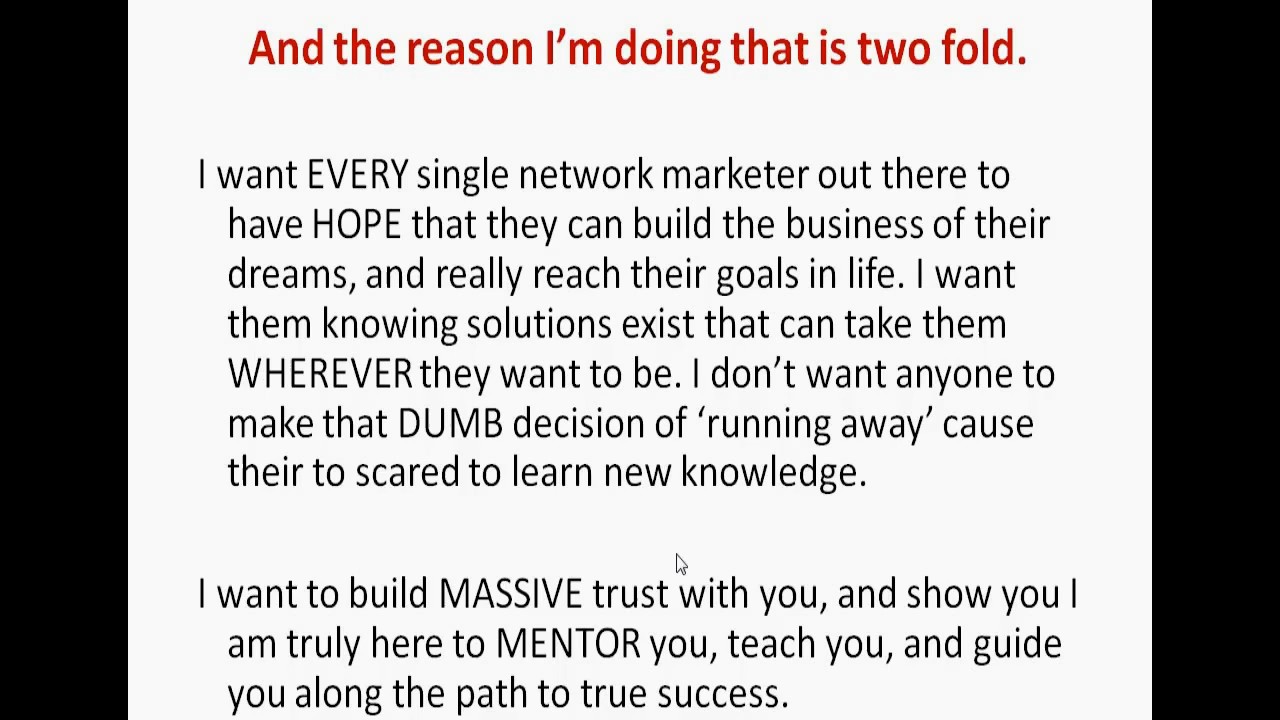 And the reason I’m doing that is two fold.
I want EVERY single network marketer out there to
have HOPE that they can build the business of their
dreams, and really reach their goals in life. I want
them knowing solutions exist that can take them
WHEREVER they want to be. I don’t want anyone to
make that DUMB decision of ‘running away’ cause
their to scared to learn new knowledge.
I want to build MASSIVE trust with you, and show you I
am truly here to MENTOR you, teach you, and guide
you along the path to true success.